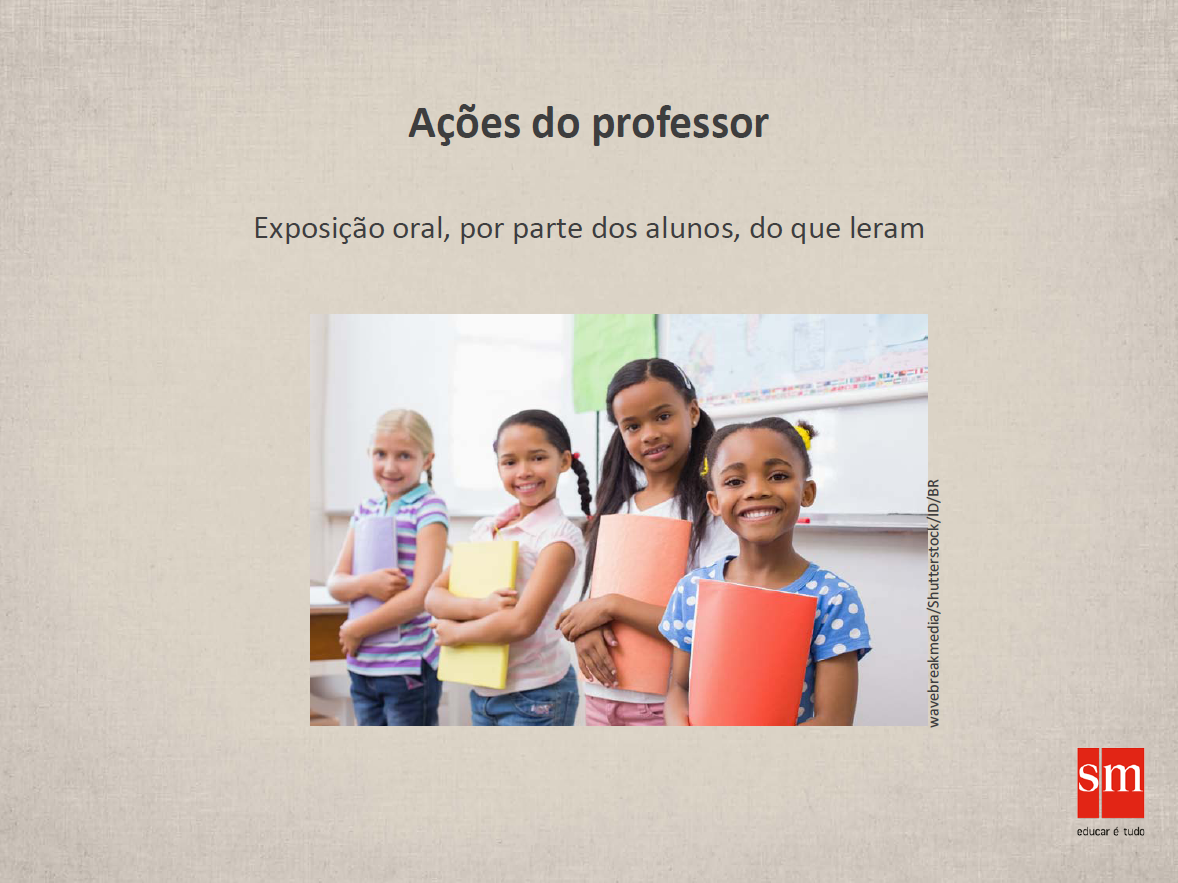 Ações do professor
Exposição oral, por parte dos alunos, do que leram
wavebreakmedia/Shutterstock/ID/BR
sm
educar é tudo